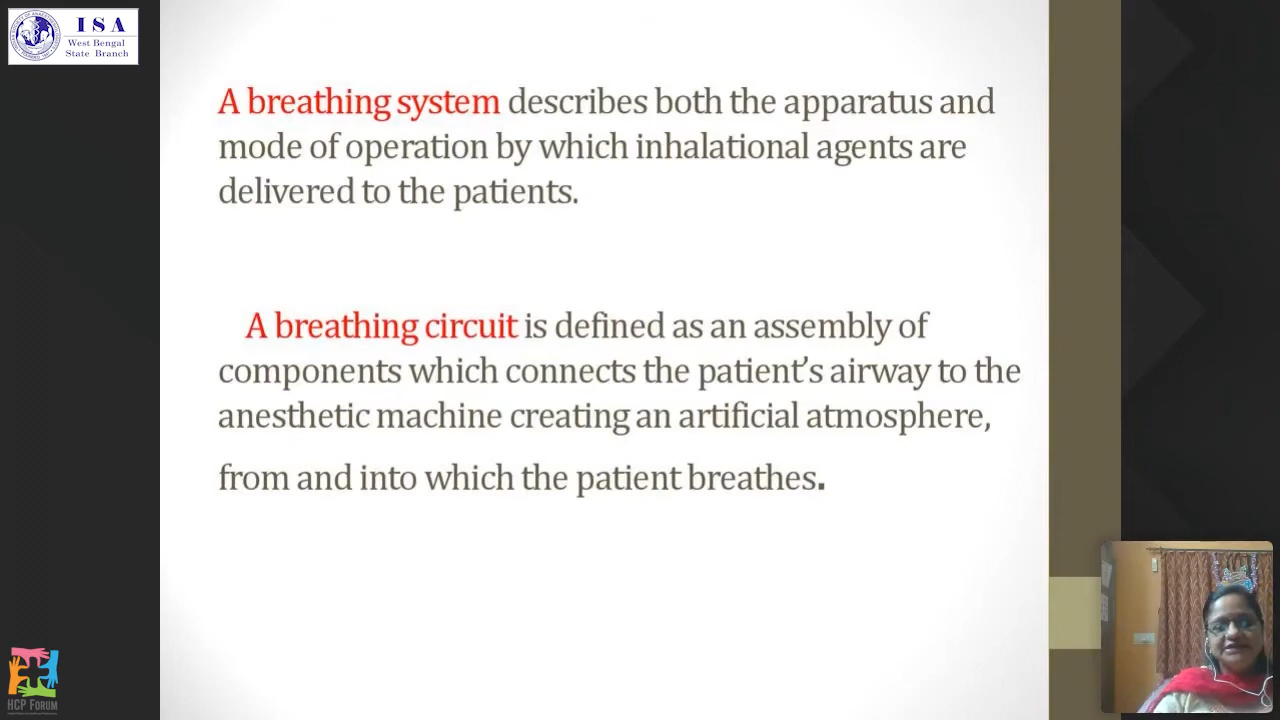 I S A
West Bengal
State Branch
A breathing system describes both the apparatus and
mode of operation by which inhalational agents are
delivered to the patients.
A breathing circuit is defined as an assembly of
components which connects the patient’s airway to the
anesthetic machine creating an artificial atmosphere,
from and into which the patient breathes.
HCP FORUM